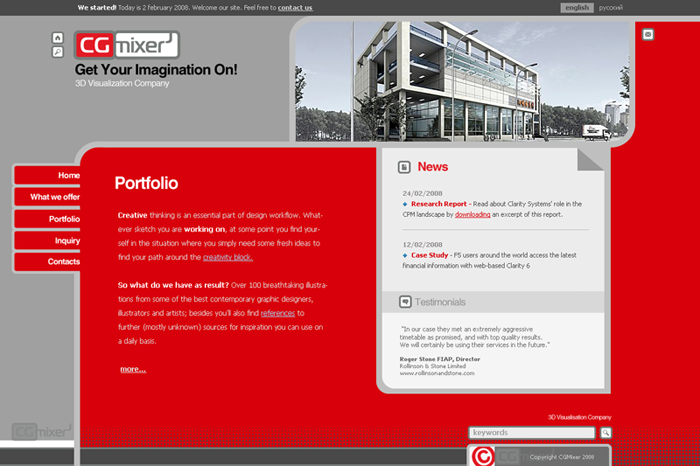 We started! Today is 2 february 2008. Welcome our site. Feel free to contact us
english русский
CGmixer
Get Your Imagination On!
3D Visualization Company
Home
What we offer
Portfolio
Inquiry
Contacts
Portfolio
Creative thinking is an essential part of design workflow. What-
ever sketch you are working on, at some point you find your-
self in the situation where you simply need some fresh ideas to
find your path around the creativity block.
So what do we have as result? Over 100 breathtaking illustra-
tions from some of the best contemporary graphic designers,
illustrators and artists; besides you'll also find references to
further (mostly unknown) sources for inspiration you can use on
a daily basis.
more...
News
24/02/2008
Research Report - Read about Clarity Systems' role in the
CPM landscape by downloading an excerpt of this report.
12/02/2008
Case Study - FS users around the world access the latest
financial information with web-based Clarity 6
Testimonials
"In our case they met an extremely aggressive
timetable as promised, and with top quality results.
We will certainly be using their services in the future."
Roger Stone FIAP, Director
Rollinson & Stone Limited
www.rollinsonandstone.com
CGmixer
3D Visualisation Company
keywords
CGmixer
Copyright CGMixer 2008